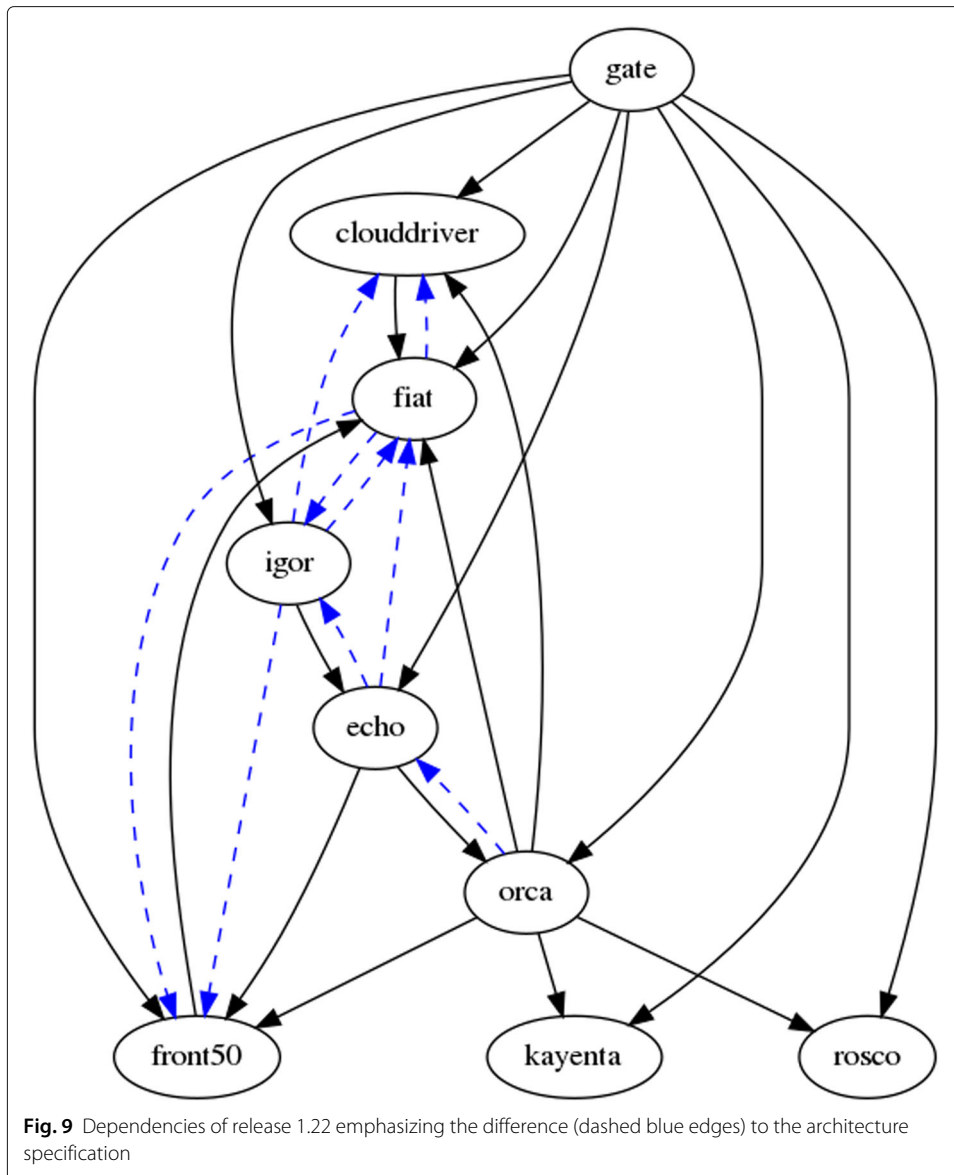 gate
clouddriver
fiat
igor
echo
orca
front50 kayenta rosco
Fig. 9 Dependencies of release 1.22 emphasizing the difference (dashed blue edges) to the architecture
specification